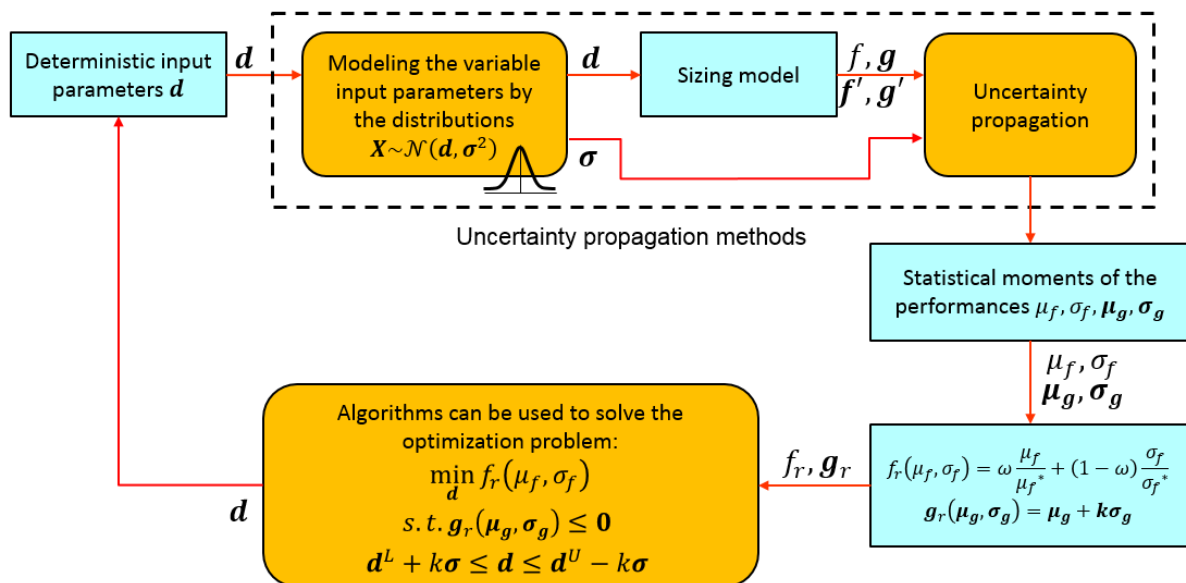 Deterministic input
parameters 𝒅
𝒅
Modeling the variable
input parameters by
the distributions
𝑿~𝒩(𝒅, 𝝈²)
𝒅
𝝈
Sizing model
𝑓, 𝒈
𝒇′, 𝒈′
Uncertainty
propagation
Uncertainty propagation methods
Statistical moments of the
performances 𝜇_𝑓, 𝜎_𝑓, 𝝁_𝒈, 𝝈_𝒈
𝜇_𝑓, 𝜎_𝑓
𝝁_𝒈, 𝝈_𝒈
𝑓_𝑟(𝜇_𝑓, 𝜎_𝑓) = 𝜔 𝜇_𝑓/𝜇_𝑓* + (1 − 𝜔) 𝜎_𝑓/𝜎_𝑓*
𝒈_𝑟(𝝁_𝒈, 𝝈_𝒈) = 𝝁_𝒈 + 𝒌𝝈_𝒈
𝑓_𝑟, 𝒈_𝑟
Algorithms can be used to solve the
optimization problem:
min 𝑓_𝑟(𝜇_𝑓, 𝜎_𝑓)
𝒅
𝑠. 𝑡. 𝒈_𝑟(𝝁_𝒈, 𝝈_𝒈) ≤ 𝟎
𝒅^𝐿 + 𝑘𝝈 ≤ 𝒅 ≤ 𝒅^𝑈 − 𝑘𝝈
𝒅